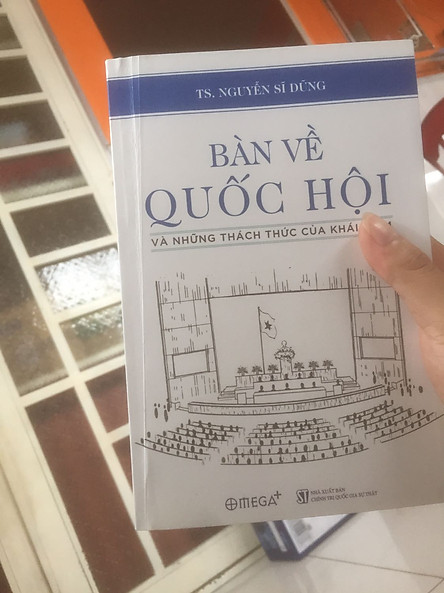 TS. NGUYỄN SĨ DŨNG
BÀN VỀ
QUỐC HỘI
VÀ NHỮNG THÁCH THỨC CỦA
OMEGA+
ST
NHÀ XUẤT BẢN
CHÍNH TRỊ QUỐC GIA SỰ THẬT